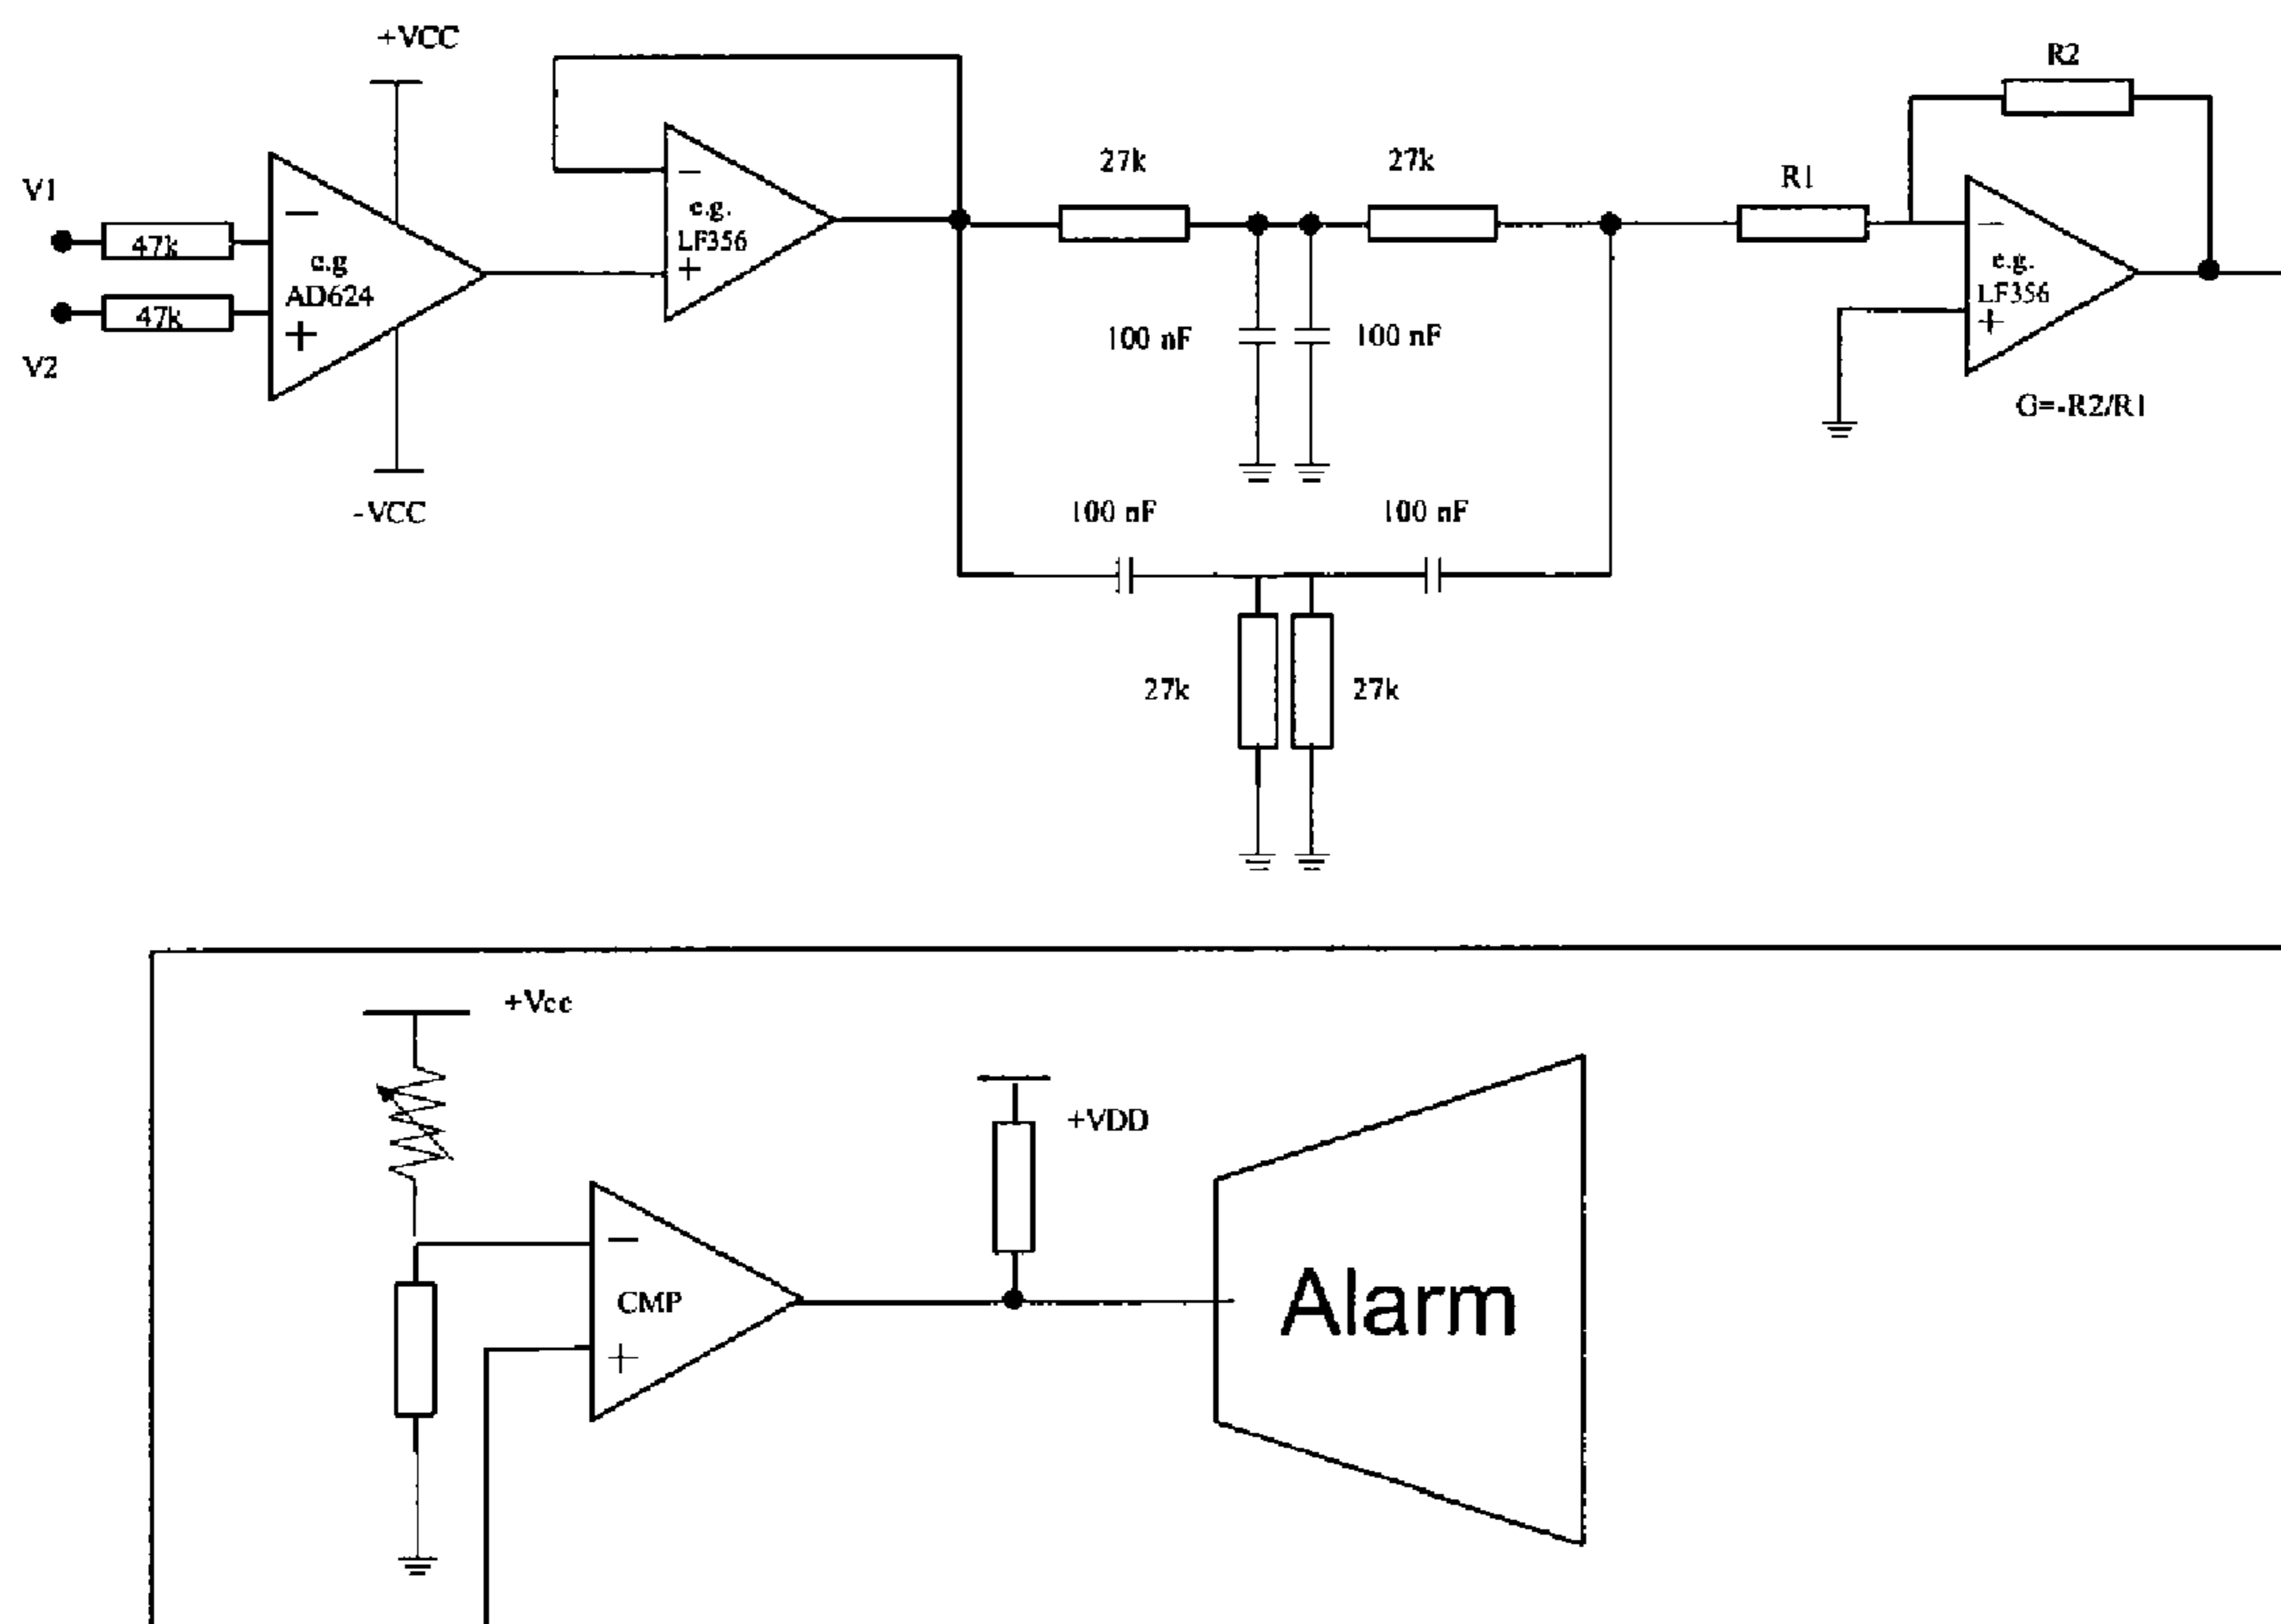 +VCC
V1
47k
47k
V2
e.g
AD624
-VCC
e.g.
LF356
27k
27k
100 nF
100 nF
100 nF
100 nF
27k
27k
R1
R2
e.g.
LF356
G=-R2/R1
+Vcc
CMP
+VDD
Alarm